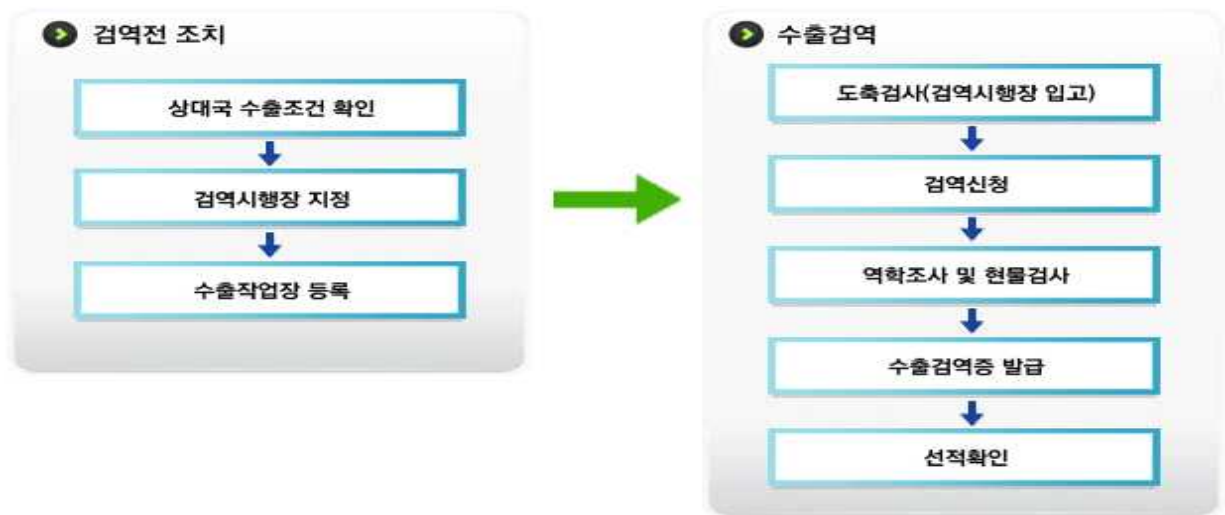 검역전 조치
상대국 수출조건 확인
검역시행장 지정
수출작업장 등록
수출검역
도축검사(검역시행장 입고)
검역신청
역학조사 및 현물검사
수출검역증 발급
선적확인